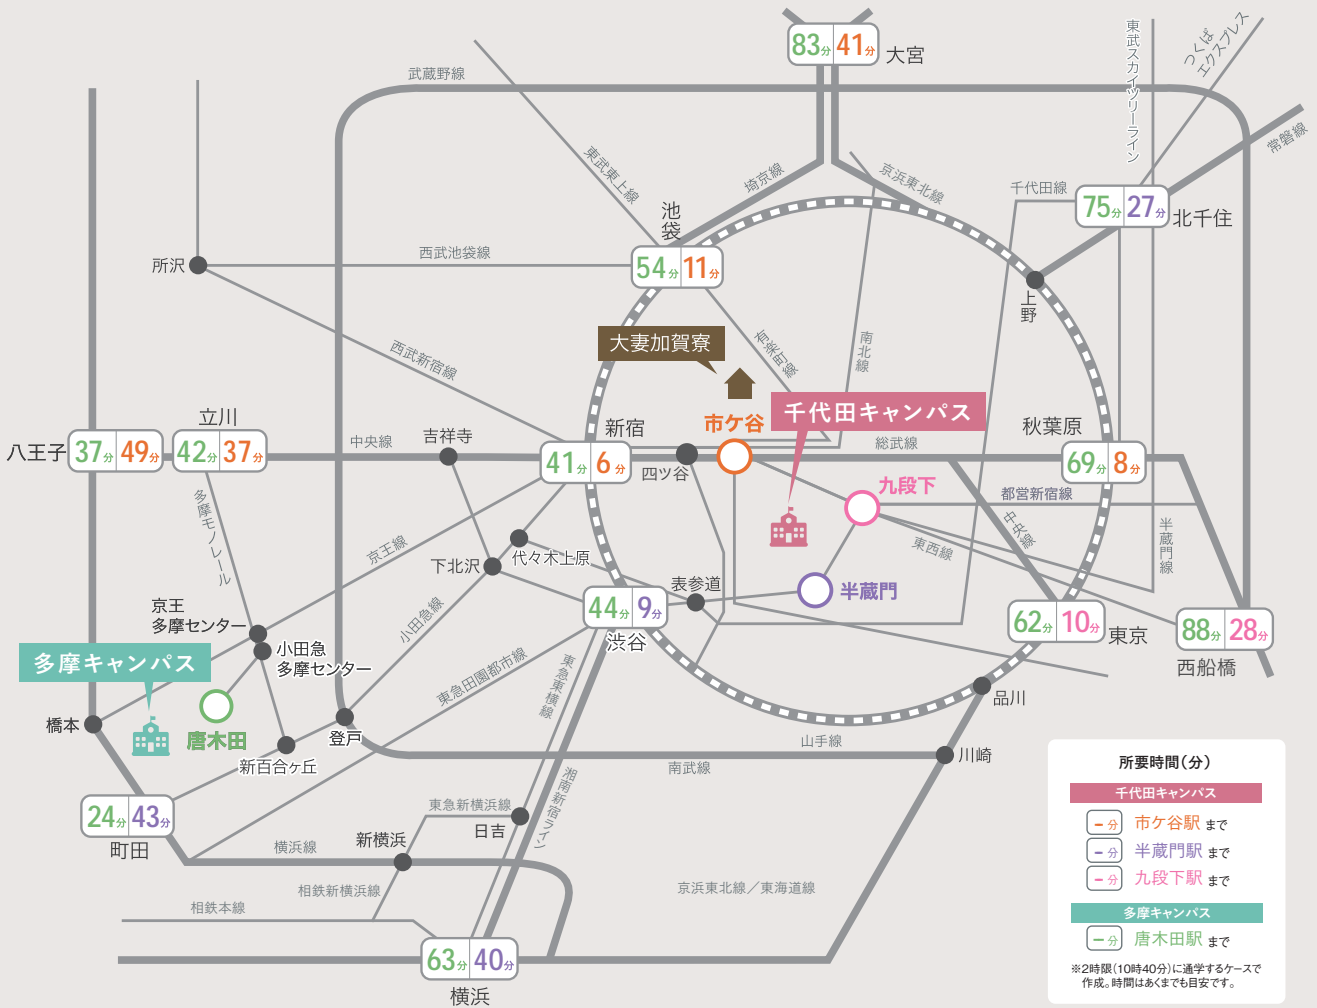 83分 41分
大宮
東武スカイツリーライン
つくば
エクスプレス
武蔵野線
常磐線
東武東上線
埼京線
京浜東北線
千代田線
75分 27分
北千住
池
袋
54分 11分
所沢
西武池袋線
上
野
大妻加賀寮
有楽町線
南北線
西武新宿線
千代田キャンパス
市ケ谷
立川
中央線
吉祥寺
新宿
総武線
秋葉原
八王子
37分 49分
42分 37分
41分 6分
四ツ谷
69分 8分
九段下
都営新宿線
多摩モノレール
中央線
半蔵門線
東西線
京王線
下北沢
代々木上原
表参道
半蔵門
京王
多摩センター
小田急線
44分 9分
渋谷
62分 10分
東京
88分 28分
西船橋
小田急
多摩センター
多摩キャンパス
東急田園都市線
東急東横線
品川
橋本
唐木田
登戸
山手線
川崎
新百合ヶ丘
南武線
湘南新宿ライン
24分 43分
町田
東急新横浜線
日吉
新横浜
横浜線
相鉄新横浜線
京浜東北線／東海道線
相鉄本線
63分 40分
横浜
所要時間（分）
千代田キャンパス
－分 市ケ谷駅 まで
－分 半蔵門駅 まで
－分 九段下駅 まで
多摩キャンパス
－分 唐木田駅 まで
※2時限（10時40分）に通学するケースで
作成。時間はあくまでも目安です。